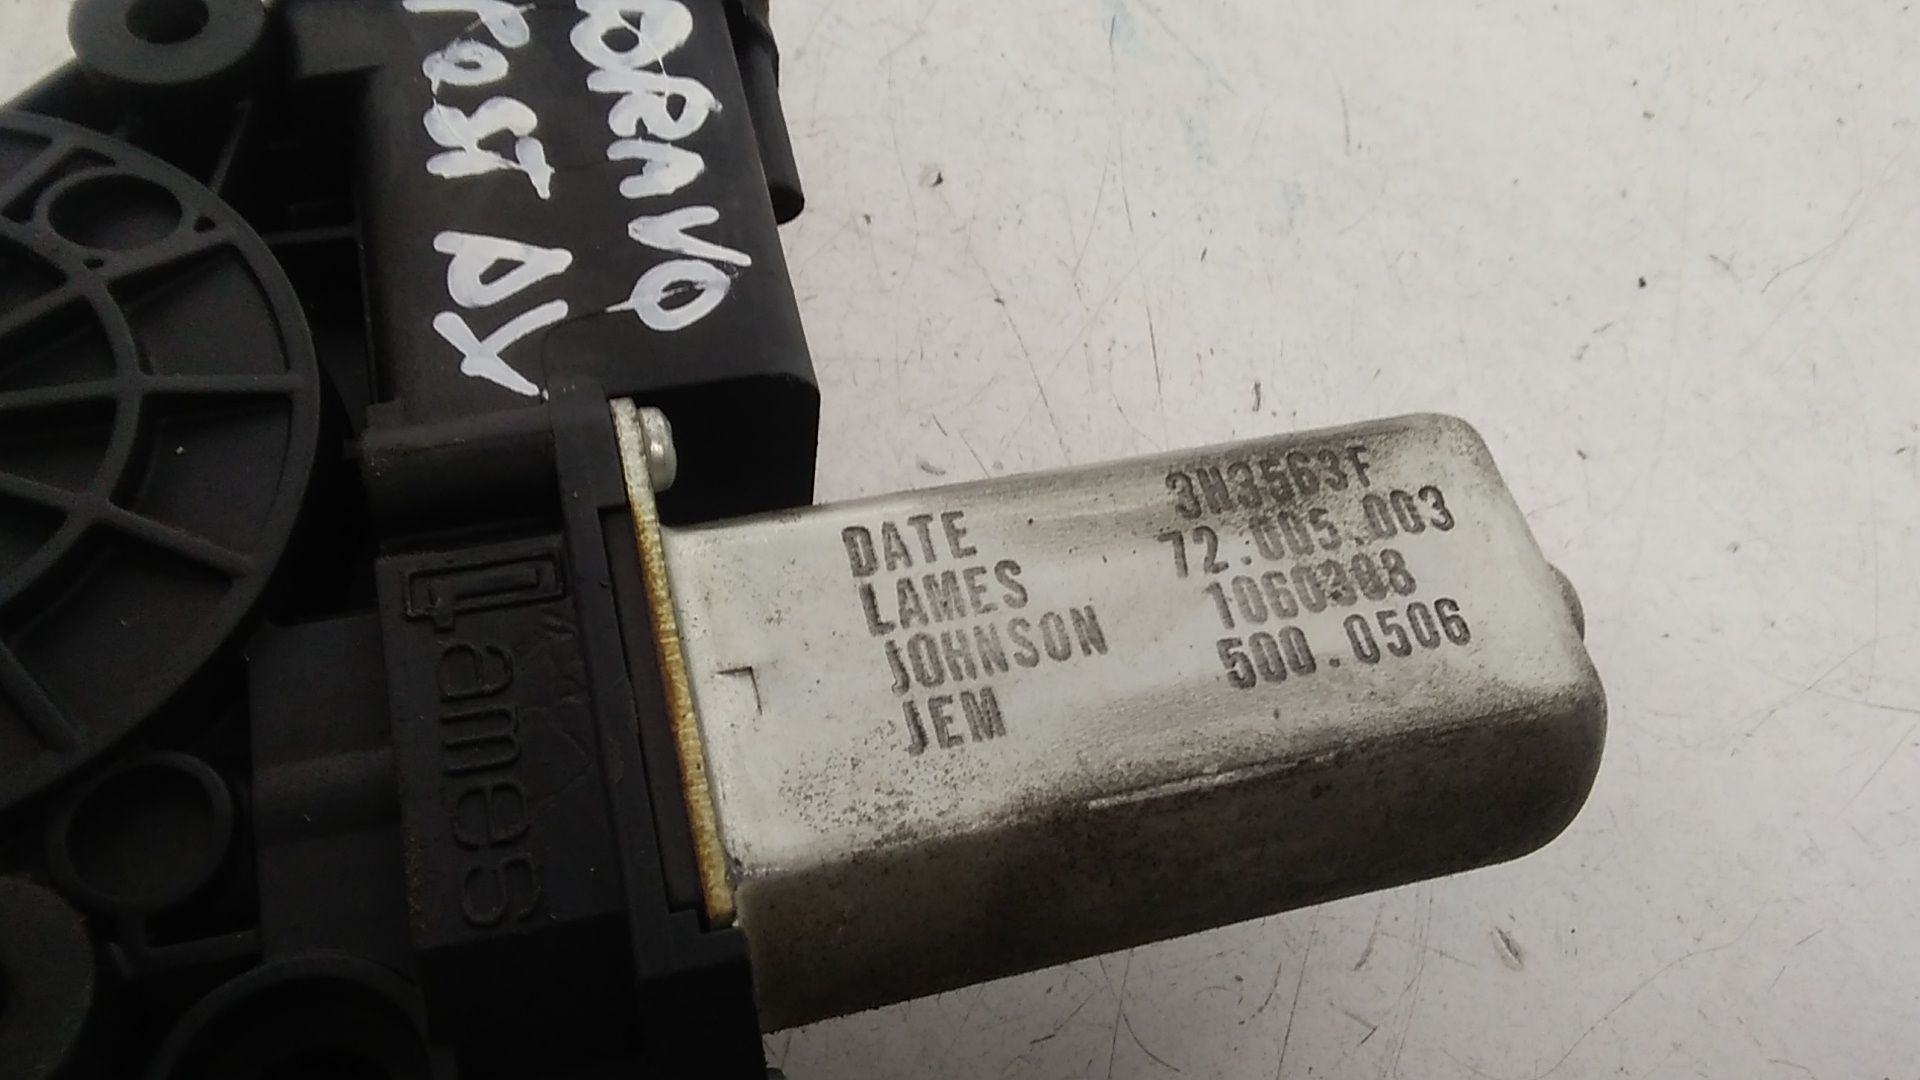 BRAVO
POST DX
Lames
DATE 3H3563F
LAMES 72.005.003
JOHNSON 1060308
JEM 500.0506